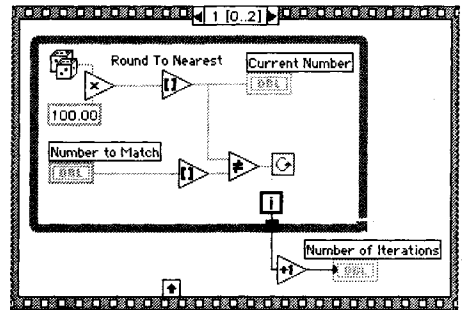 1 [0..2]
Round To Nearest
Current Number
DBL
100.00
Number to Match
DBL
i
Number of Iterations
+1
DBL